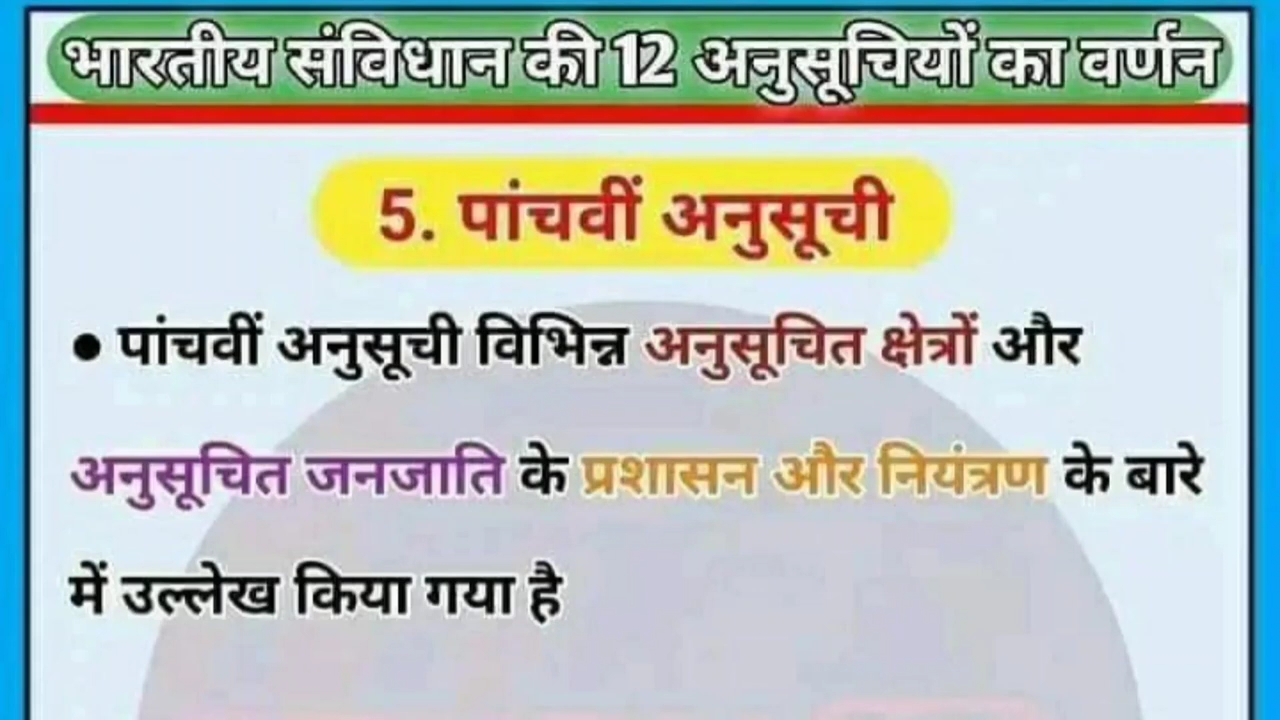 भारतीय संविधान की 12 अनुसूचियों का वर्णन
5. पांचवीं अनुसूची
• पांचवीं अनुसूची विभिन्न अनुसूचित क्षेत्रों और
अनुसूचित जनजाति के प्रशासन और नियंत्रण के बारे
में उल्लेख किया गया है